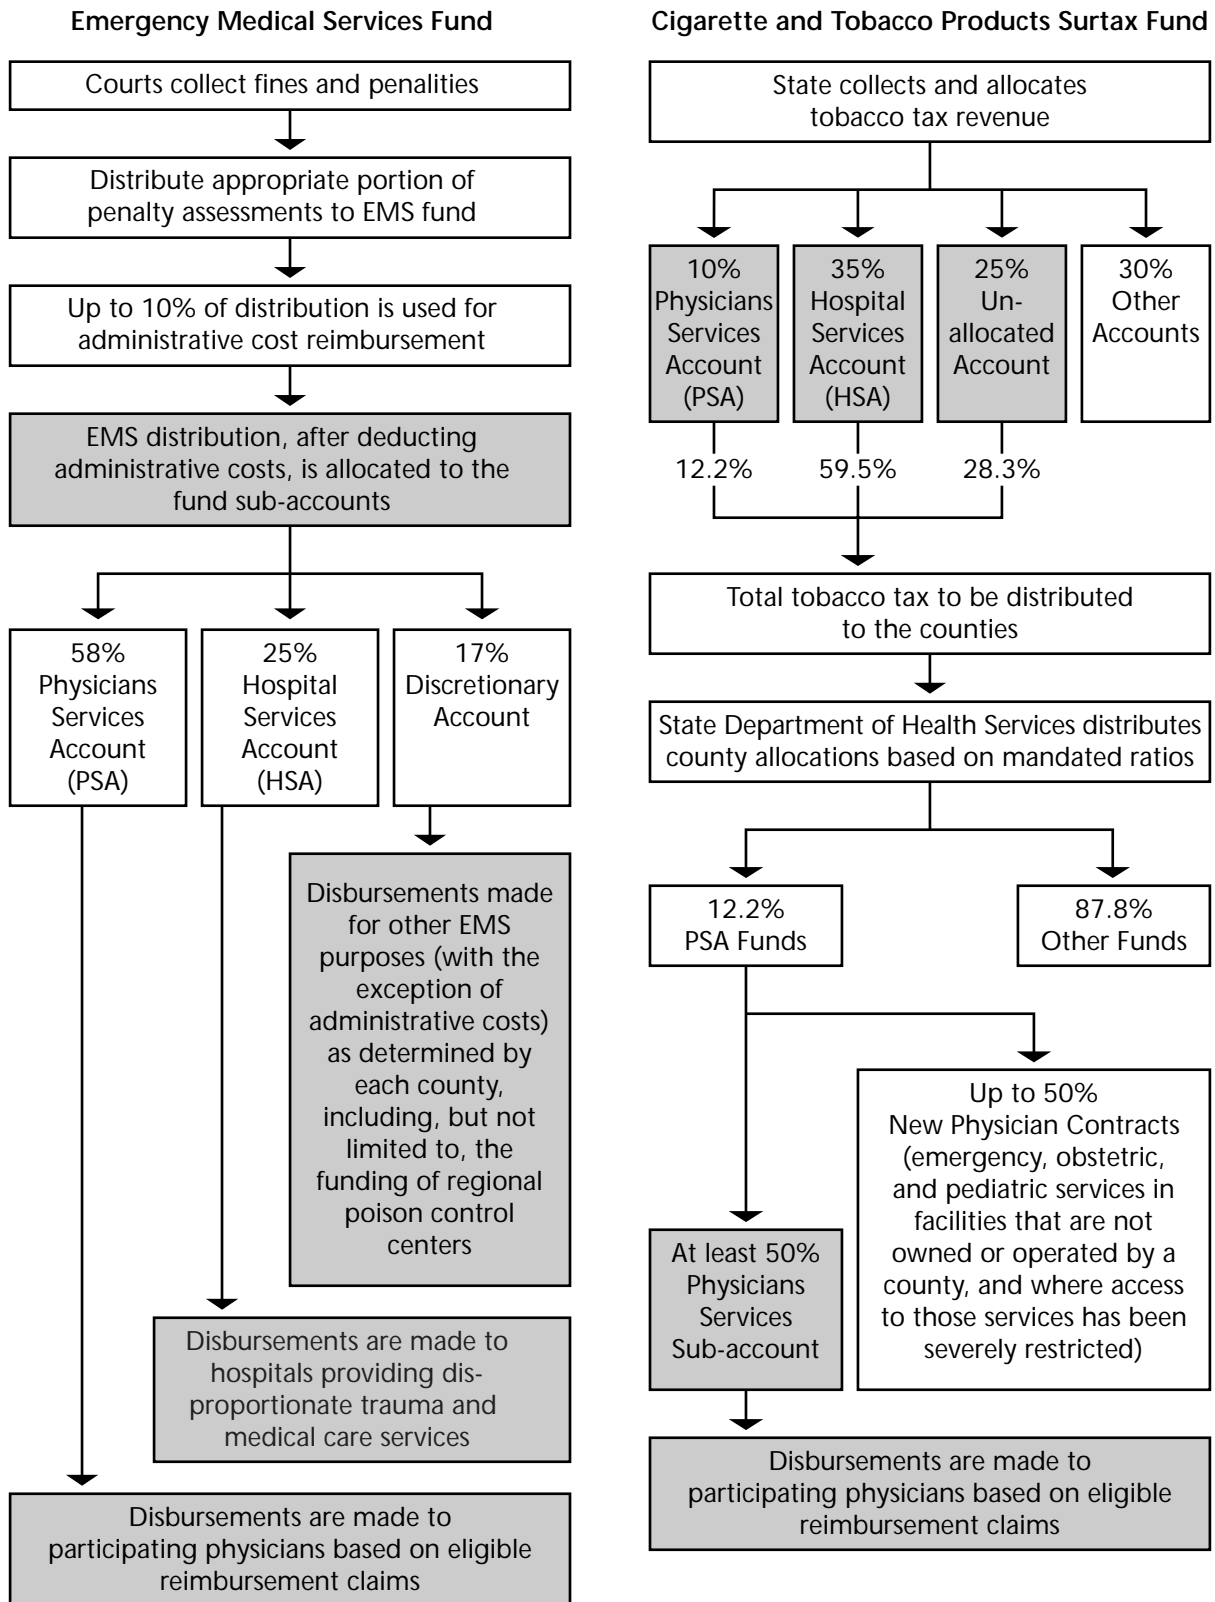 Emergency Medical Services Fund
Courts collect fines and penalities
Distribute appropriate portion of
penalty assessments to EMS fund
Up to 10% of distribution is used for
administrative cost reimbursement
EMS distribution, after deducting
administrative costs, is allocated to the
fund sub-accounts
58%
Physicians
Services
Account
(PSA)
25%
Hospital
Services
Account
(HSA)
17%
Discretionary
Account
Disbursements made
for other EMS
purposes (with the
exception of
administrative costs)
as determined by
each county,
including, but not
limited to, the
funding of regional
poison control
centers
Disbursements are made to
hospitals providing dis-
proportionate trauma and
medical care services
Disbursements are made to
participating physicians based on eligible
reimbursement claims
Cigarette and Tobacco Products Surtax Fund
State collects and allocates
tobacco tax revenue
10%
Physicians
Services
Account
(PSA)
35%
Hospital
Services
Account
(HSA)
25%
Un-
allocated
Account
30%
Other
Accounts
12.2%
59.5%
28.3%
Total tobacco tax to be distributed
to the counties
State Department of Health Services distributes
county allocations based on mandated ratios
12.2%
PSA Funds
87.8%
Other Funds
Up to 50%
New Physician Contracts
(emergency, obstetric,
and pediatric services in
facilities that are not
owned or operated by a
county, and where access
to those services has been
severely restricted)
At least 50%
Physicians
Services
Sub-account
Disbursements are made to
participating physicians based on eligible
reimbursement claims